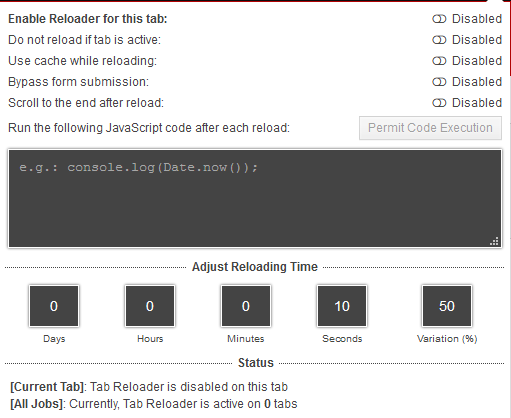 Enable Reloader for this tab: Disabled
Do not reload if tab is active: Disabled
Use cache while reloading: Disabled
Bypass form submission: Disabled
Scroll to the end after reload: Disabled
Run the following JavaScript code after each reload: Permit Code Execution
e.g.: console.log(Date.now());
Adjust Reloading Time
0 0 0 10 50
Days Hours Minutes Seconds Variation (%)
Status
[Current Tab]: Tab Reloader is disabled on this tab
[All Jobs]: Currently, Tab Reloader is active on 0 tabs